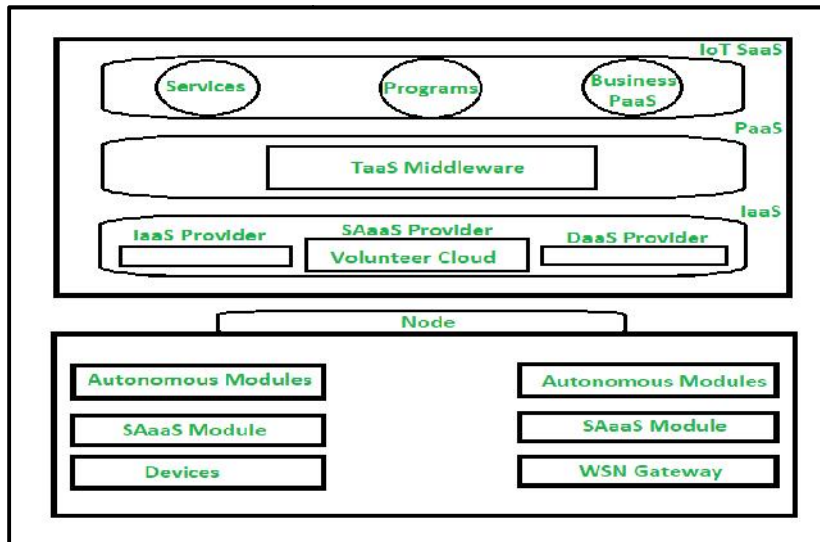 IoT SaaS
Services
Programs
Business
PaaS
PaaS
TaaS Middleware
IaaS
IaaS Provider
SAaaS Provider
DaaS Provider
Volunteer Cloud
Node
Autonomous Modules
Autonomous Modules
SAaaS Module
SAaaS Module
Devices
WSN Gateway